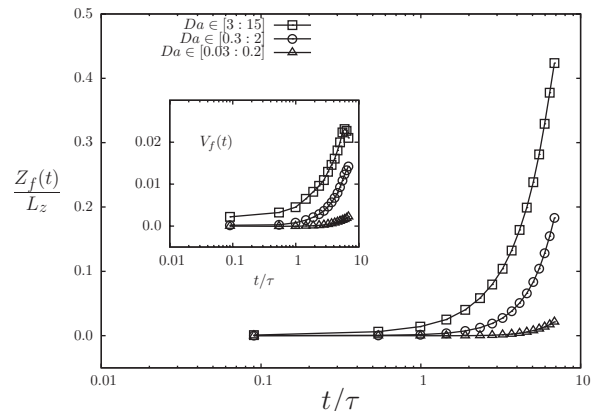 0.5
0.4
0.3
0.2
0.1
0.0
Z_f(t)
L_z
Da ∈ [3 : 15]
Da ∈ [0.3 : 2]
Da ∈ [0.03 : 0.2]
V_f(t)
0.02
0.01
0.0
0.01 0.1 1 10
t/τ
0.01 0.1 1 10
t/τ